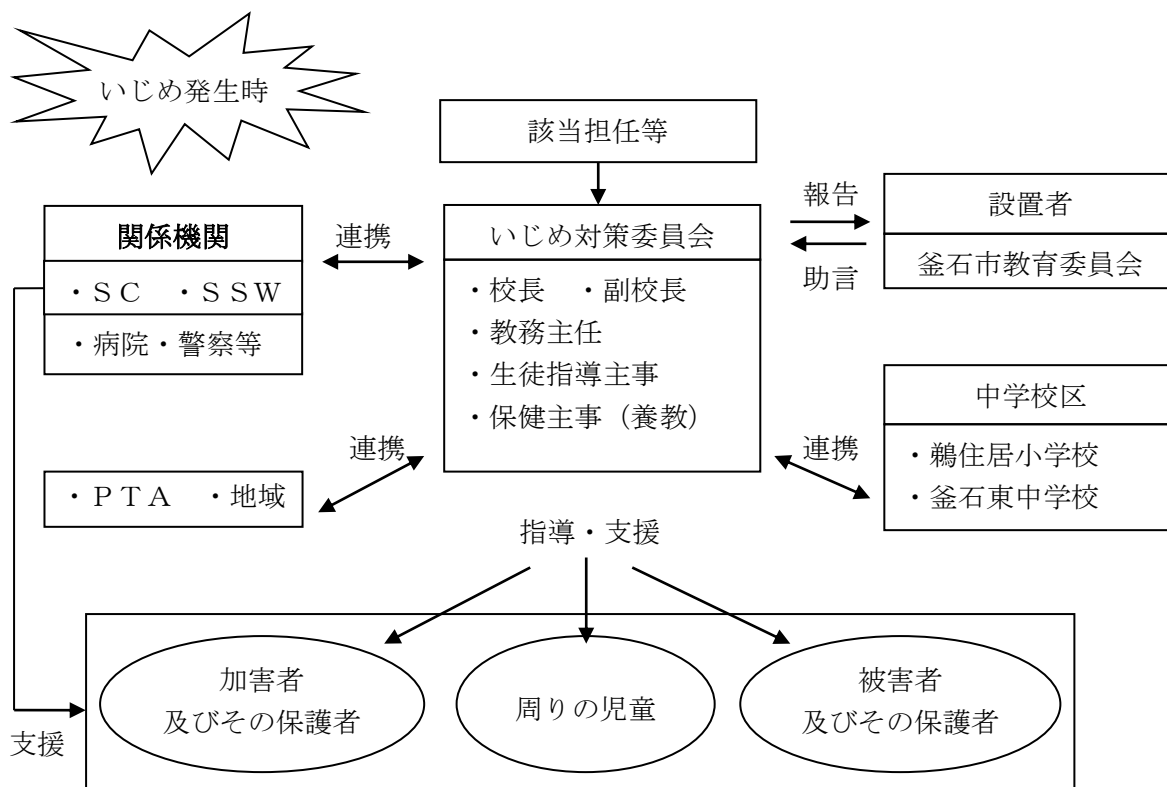 いじめ発生時
該当担任等
関係機関
・ＳＣ　・ＳＳＷ
・病院・警察等
連携
いじめ対策委員会
・校長　・副校長
・教務主任
・生徒指導主事
・保健主事（養教）
報告
助言
設置者
釜石市教育委員会
中学校区
・鵜住居小学校
・釜石東中学校
連携
・ＰＴＡ　・地域
連携
指導・支援
加害者
及びその保護者
周りの児童
被害者
及びその保護者
支援